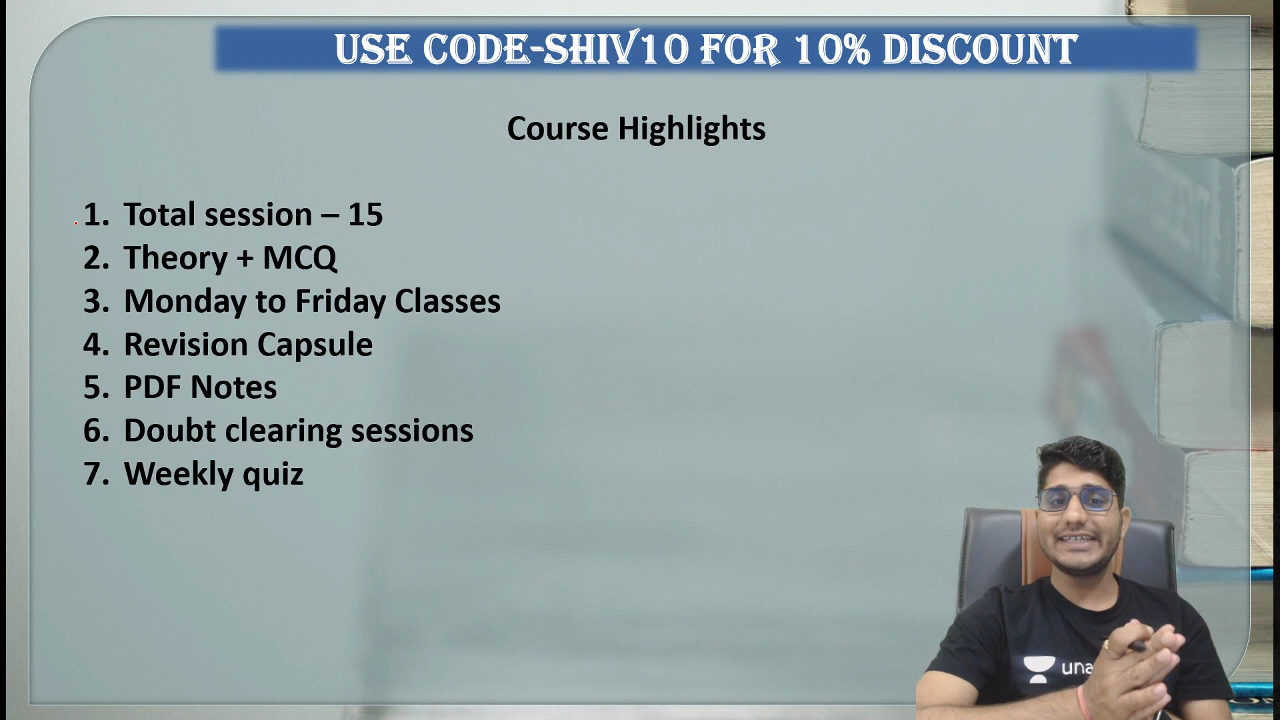 USE CODE-SHIV10 FOR 10% DISCOUNT
Course Highlights
1. Total session – 15
2. Theory + MCQ
3. Monday to Friday Classes
4. Revision Capsule
5. PDF Notes
6. Doubt clearing sessions
7. Weekly quiz